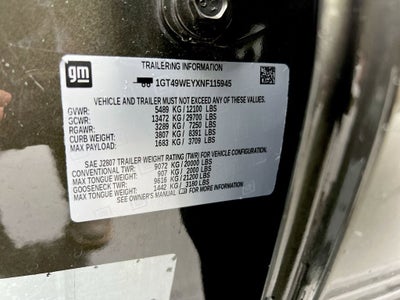 gm
TRAILERING INFORMATION
1GT49WEYXNF115945
VEHICLE AND TRAILER MUST NOT EXCEED ANY OF THESE
GVWR: 5489 KG / 12100 LBS
GCWR: 13472 KG / 29700 LBS
RGAWR: 3289 KG / 7250 LBS
CURB WEIGHT: 3807 KG / 8391 LBS
MAX PAYLOAD: 1683 KG / 3709 LBS
SAE J2807 TRAILER WEIGHT RATING (TWR) FOR EACH HITCH TYPE
CONVENTIONAL TWR: 9072 KG / 20000 LBS
MAX TONGUE WEIGHT: 907 KG / 2000 LBS
GOOSENECK TWR: 9616 KG / 21200 LBS
MAX TONGUE WEIGHT: 1442 KG / 3180 LBS
SEE OWNER'S MANUAL FOR MORE INFORMATION